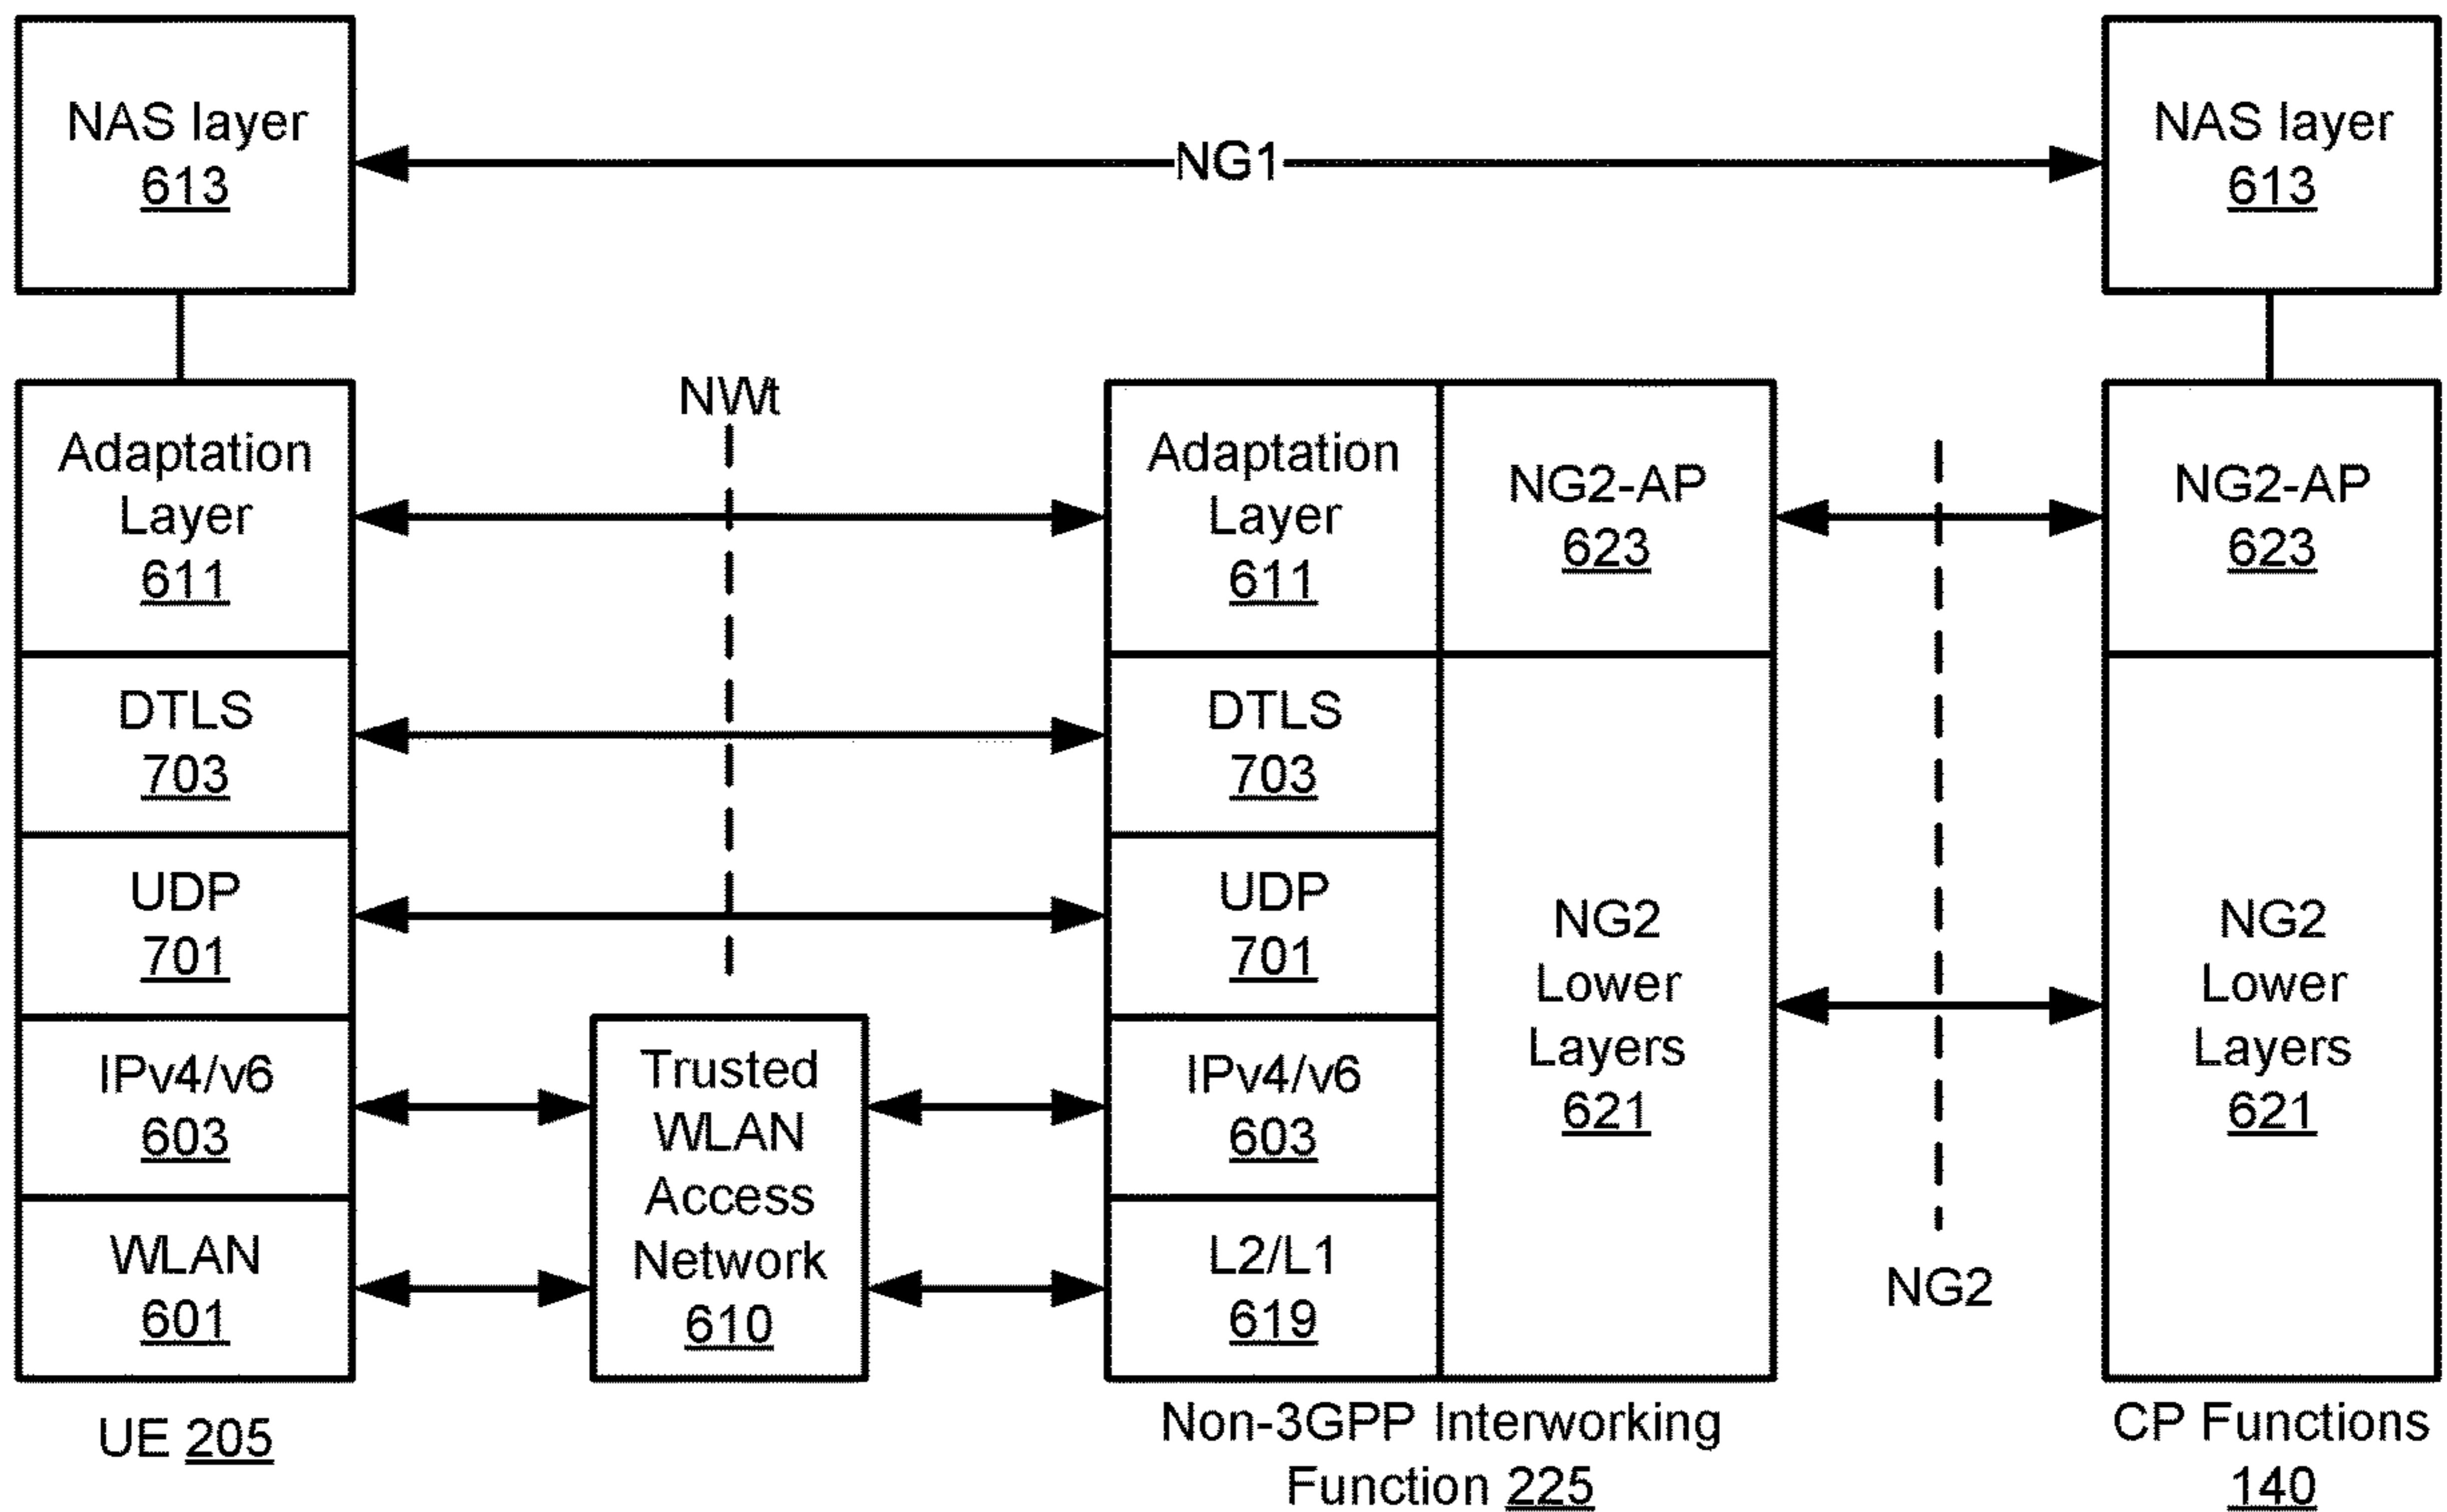 NAS layer
613
NG1
NAS layer
613
Adaptation
Layer
611
DTLS
703
UDP
701
IPv4/v6
603
WLAN
601
UE 205
NWt
Trusted
WLAN
Access
Network
610
Adaptation
Layer
611
DTLS
703
UDP
701
IPv4/v6
603
L2/L1
619
NG2-AP
623
NG2
Lower
Layers
621
Non-3GPP Interworking
Function 225
NG2
NG2-AP
623
NG2
Lower
Layers
621
CP Functions
140